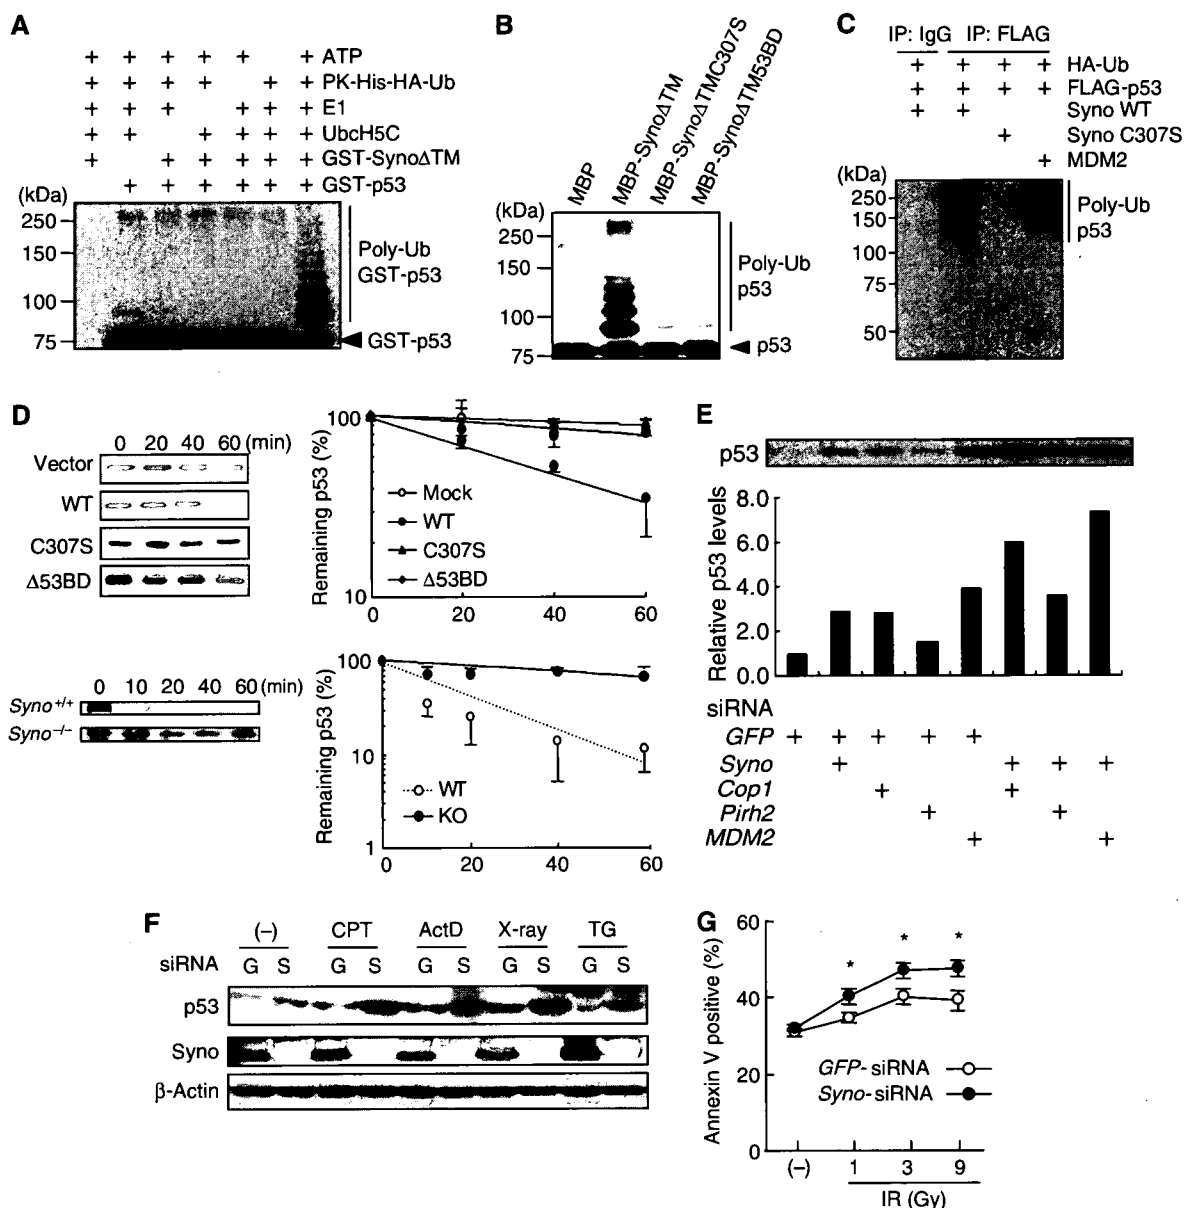 A
+ + + + + + ATP
+ + + + + + PK-His-HA-Ub
+ + + + + + E1
+ + + + + + UbcH5C
+ + + + + + GST-SynoΔTM
+ + + + + + GST-p53
(kDa)
250
150
100
75
Poly-Ub
GST-p53
GST-p53
B
MBP
MBP-SynoΔTM
MBP-SynoΔTMC307S
MBP-SynoΔTM53BD
(kDa)
250
150
100
75
Poly-Ub
p53
p53
C
IP: IgG IP: FLAG
+ + + + HA-Ub
+ + + + FLAG-p53
+ + Syno WT
+ Syno C307S
+ MDM2
(kDa)
250
150
100
75
50
Poly-Ub
p53
D
0 20 40 60 (min)
Vector
WT
C307S
Δ53BD
Remaining p53 (%)
100
10
Mock
WT
C307S
Δ53BD
0 20 40 60
0 10 20 40 60 (min)
Syno+/+
Syno−/−
Remaining p53 (%)
100
10
1
WT
KO
0 20 40 60
E
p53
Relative p53 levels
8.0
6.0
4.0
2.0
0.0
siRNA
GFP + + + + +
Syno + + + +
Cop1 + +
Pirh2 + +
MDM2 + +
F
(–) CPT ActD X-ray TG
siRNA G S G S G S G S G S
p53
Syno
β-Actin
G
Annexin V positive (%)
60
40
20
0
* * *
GFP-siRNA
Syno-siRNA
(–) 1 3 9
IR (Gy)